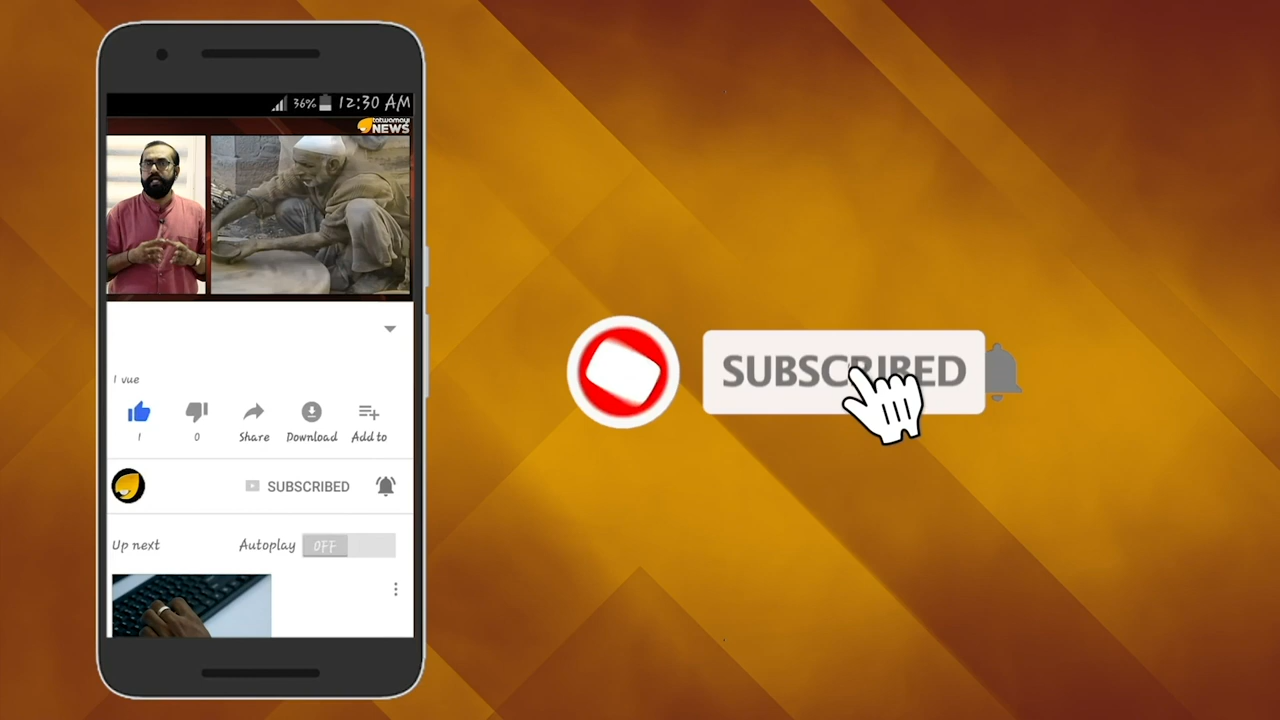 36% 12:30 AM
tatwamayi
NEWS
1 vue
1
0
Share
Download
Add to
SUBSCRIBED
Up next
Autoplay
OFF
SUBSCRIBED